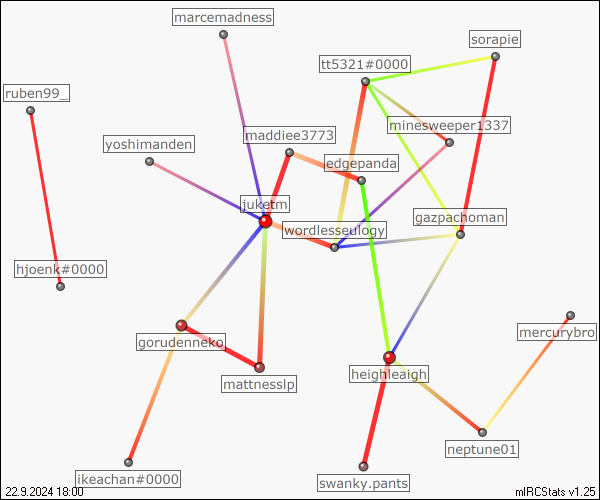 marcemadness
sorapie
tt5321#0000
ruben99_
minesweeper1337
maddiee3773
yoshimanden
edgepanda
juketm
gazpachoman
wordlesseulogy
hjoenk#0000
mercurybro
gorudenneko
heighleaigh
mattnesslp
neptune01
ikeachan#0000
swanky.pants
22.9.2024 18:00
mIRCStats v1.25